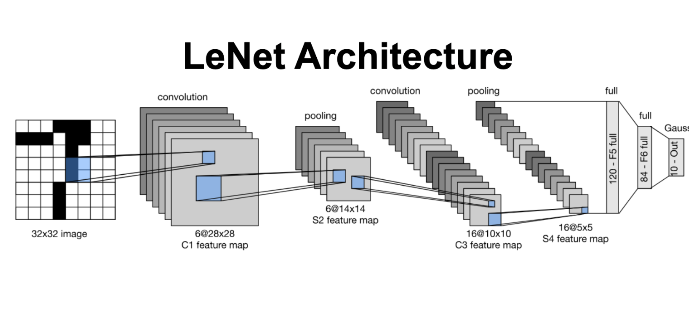 LeNet Architecture
convolution
pooling
convolution
pooling
full
full
Gauss
32x32 image
6@28x28
C1 feature map
6@14x14
S2 feature map
16@10x10
C3 feature map
16@5x5
S4 feature map
120 - F5 full
84 - F6 full
10 - Out